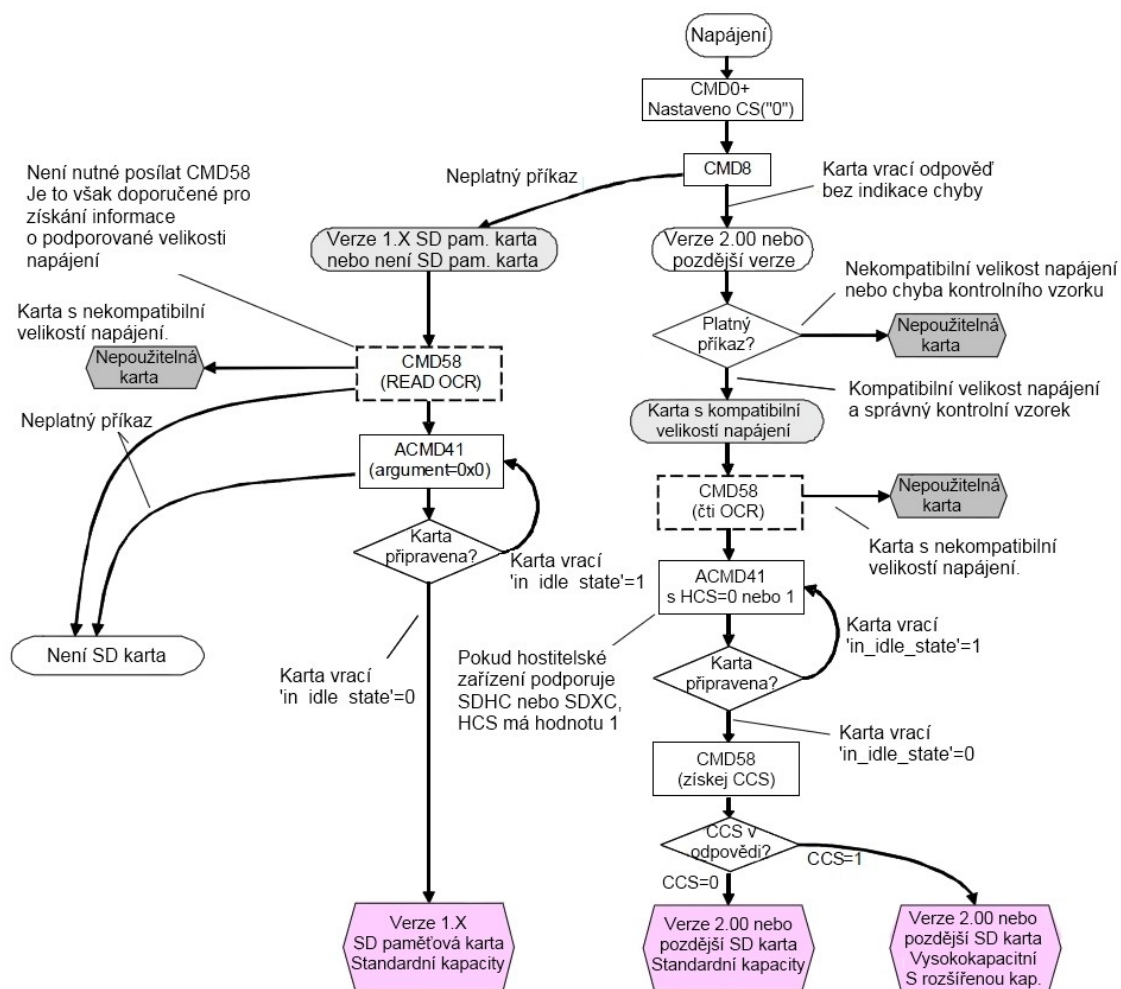 Napájení
CMD0+
Nastaveno CS("0")
CMD8
Neplatný příkaz
Karta vrací odpověď
bez indikace chyby
Není nutné posílat CMD58
Je to však doporučené pro
získání informace
o podporované velikosti
napájení
Verze 1.X SD pam. karta
nebo není SD pam. karta
Verze 2.00 nebo
pozdější verze
Nekompatibilní velikost napájení
nebo chyba kontrolního vzorku
Karta s nekompatibilní
velikostí napájení.
Platný
příkaz?
Nepoužitelná
karta
Nepoužitelná
karta
CMD58
(READ OCR)
Kompatibilní velikost napájení
a správný kontrolní vzorek
Karta s kompatibilní
velikostí napájení
Neplatný příkaz
ACMD41
(argument=0x0)
CMD58
(čti OCR)
Nepoužitelná
karta
Karta
připravena?
Karta vrací
'in_idle_state'=1
Karta s nekompatibilní
velikostí napájení.
ACMD41
s HCS=0 nebo 1
Karta vrací
'in_idle_state'=1
Není SD karta
Karta vrací
'in_idle_state'=0
Pokud hostitelské
zařízení podporuje
SDHC nebo SDXC,
HCS má hodnotu 1
Karta
připravena?
Karta vrací
'in_idle_state'=0
CMD58
(získej CCS)
CCS v
odpovědi?
CCS=1
CCS=0
Verze 1.X
SD paměťová karta
Standardní kapacity
Verze 2.00 nebo
pozdější SD karta
Standardní kapacity
Verze 2.00 nebo
pozdější SD karta
Vysokokapacitní
S rozšířenou kap.